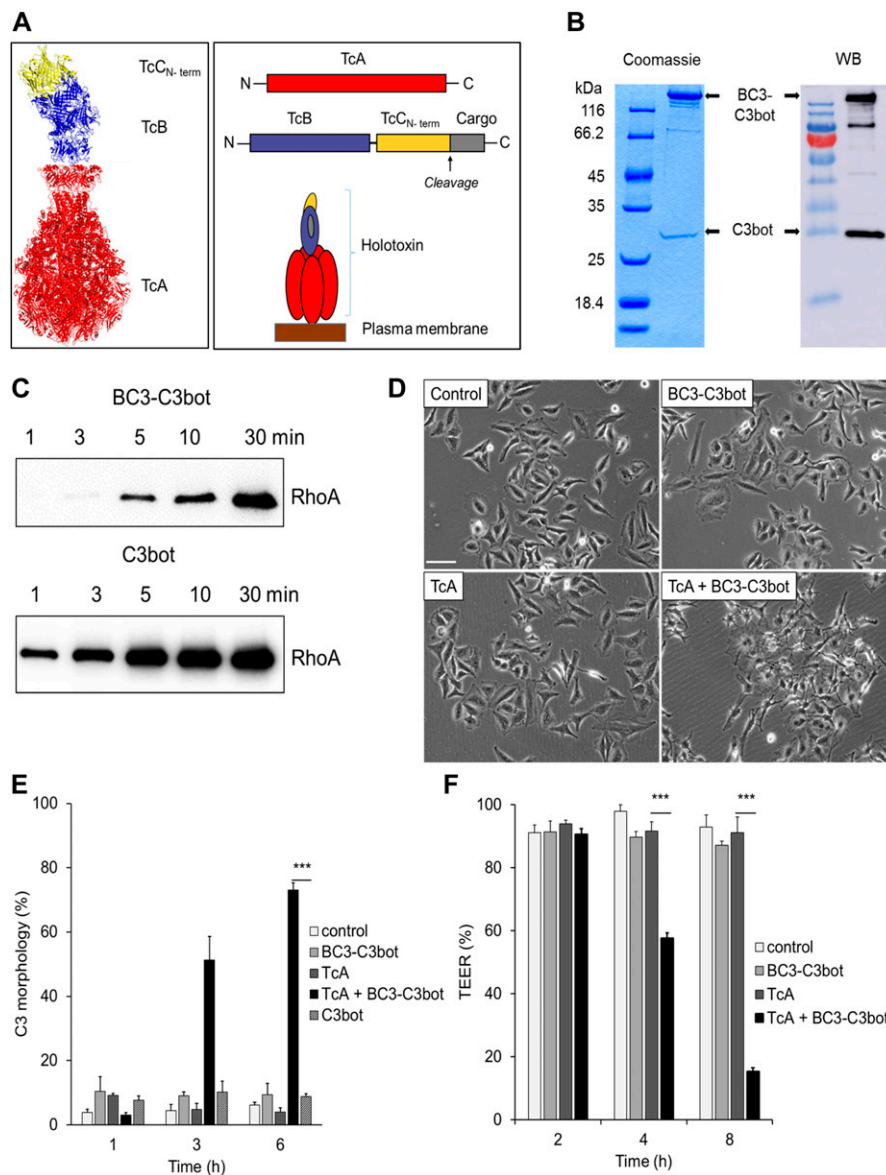 A
TcC N- term
TcB
TcA
TcA
N
C
TcB
TcC N- term
Cargo
N
C
Cleavage
Holotoxin
Plasma membrane
B
Coomassie
WB
kDa
116
66.2
45
35
25
18.4
BC3-
C3bot
C3bot
C
BC3-C3bot
1 3 5 10 30 min
RhoA
C3bot
1 3 5 10 30 min
RhoA
D
Control
BC3-C3bot
TcA
TcA + BC3-C3bot
E
C3 morphology (%)
100
80
60
40
20
0
***
control
BC3-C3bot
TcA
TcA + BC3-C3bot
C3bot
1 3 6
Time (h)
F
TEER (%)
100
80
60
40
20
0
*** ***
control
BC3-C3bot
TcA
TcA + BC3-C3bot
2 4 8
Time (h)